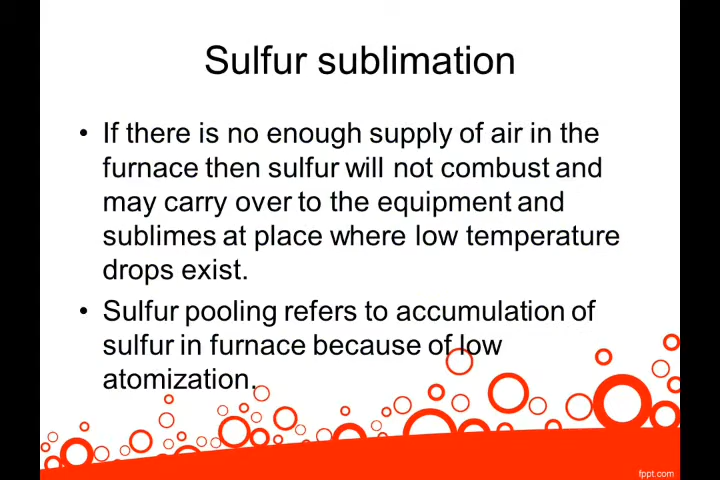 Sulfur sublimation
• If there is no enough supply of air in the
furnace then sulfur will not combust and
may carry over to the equipment and
sublimes at place where low temperature
drops exist.
• Sulfur pooling refers to accumulation of
sulfur in furnace because of low
atomization.
fppt.com